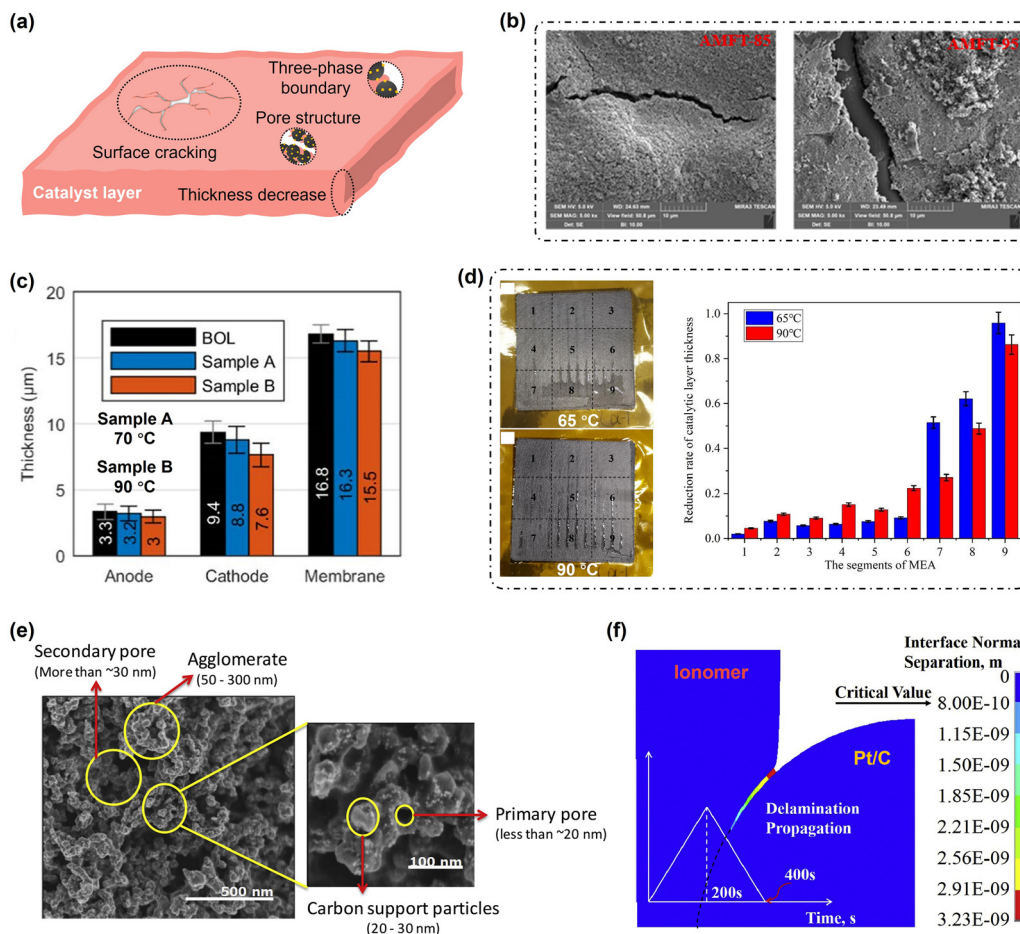 (a)
Three-phase
boundary
Pore structure
Surface cracking
Catalyst layer
Thickness decrease
(b)
AMFT-85
SEM HV: 5.0 kV
WD: 24.63 mm
MIRA3 TESCAN
SEM MAG: 5.00 kx
View field: 50.8 μm
10 μm
Det: SE
BI: 10.00
AMFT-95
SEM HV: 5.0 kV
WD: 23.49 mm
MIRA3 TESCAN
SEM MAG: 5.00 kx
View field: 50.8 μm
10 μm
Det: SE
BI: 10.00
(c)
Thickness (μm)
20
15
10
5
0
BOL
Sample A
Sample B
Sample A
70 °C
Sample B
90 °C
3.3
3.2
3
9.4
8.8
7.6
16.8
16.3
15.5
Anode
Cathode
Membrane
(d)
1 2 3
4 5 6
7 8 9
65 °C
1 2 3
4 5 6
7 8 9
90 °C
Reduction rate of catalytic layer thickness
1.0
0.8
0.6
0.4
0.2
0.0
65°C
90°C
1 2 3 4 5 6 7 8 9
The segments of MEA
(e)
Secondary pore
(More than ~30 nm)
Agglomerate
(50 - 300 nm)
500 nm
Primary pore
(less than ~20 nm)
100 nm
Carbon support particles
(20 - 30 nm)
(f)
Ionomer
Pt/C
Delamination
Propagation
200s
400s
Time, s
Critical Value
Interface Norma
Separation, m
0
8.00E-10
1.15E-09
1.50E-09
1.85E-09
2.21E-09
2.56E-09
2.91E-09
3.23E-09